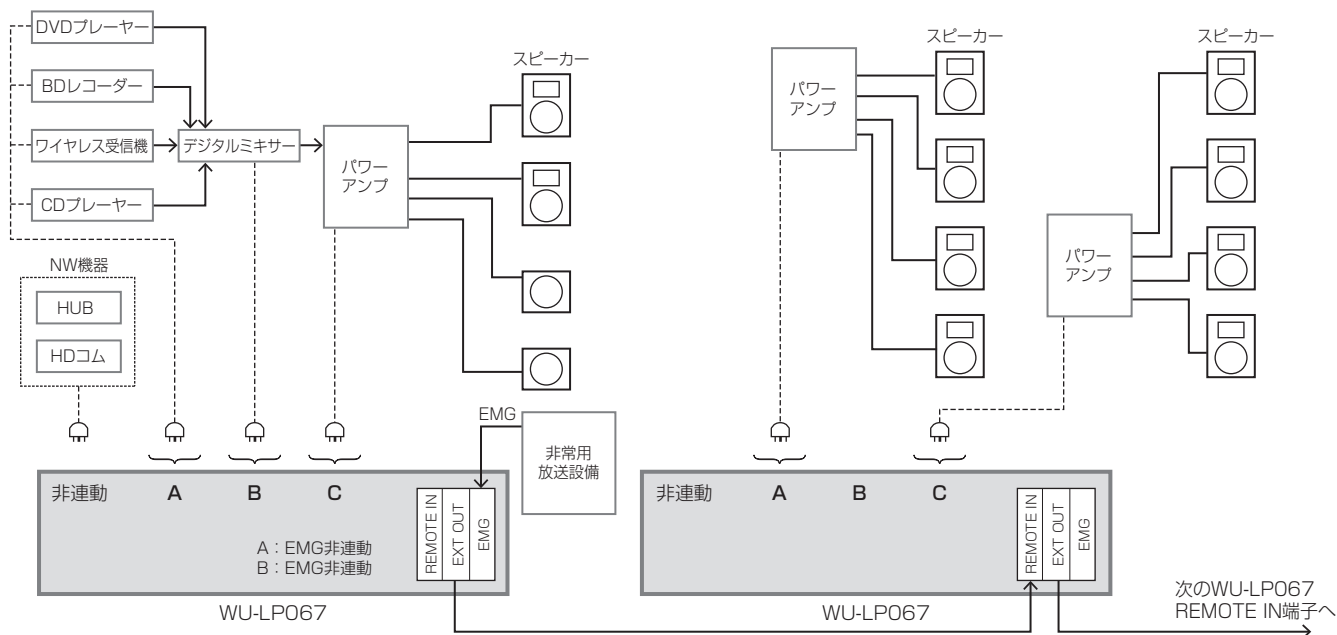 DVDプレーヤー
BDレコーダー
ワイヤレス受信機
CDプレーヤー
デジタルミキサー
パワー
アンプ
スピーカー
NW機器
HUB
HDコム
EMG
非常用
放送設備
非連動
A
B
C
A：EMG非連動
B：EMG非連動
REMOTE IN
EXT OUT
EMG
WU-LP067
パワー
アンプ
スピーカー
パワー
アンプ
スピーカー
非連動
A
B
C
REMOTE IN
EXT OUT
EMG
WU-LP067
次のWU-LP067
REMOTE IN端子へ